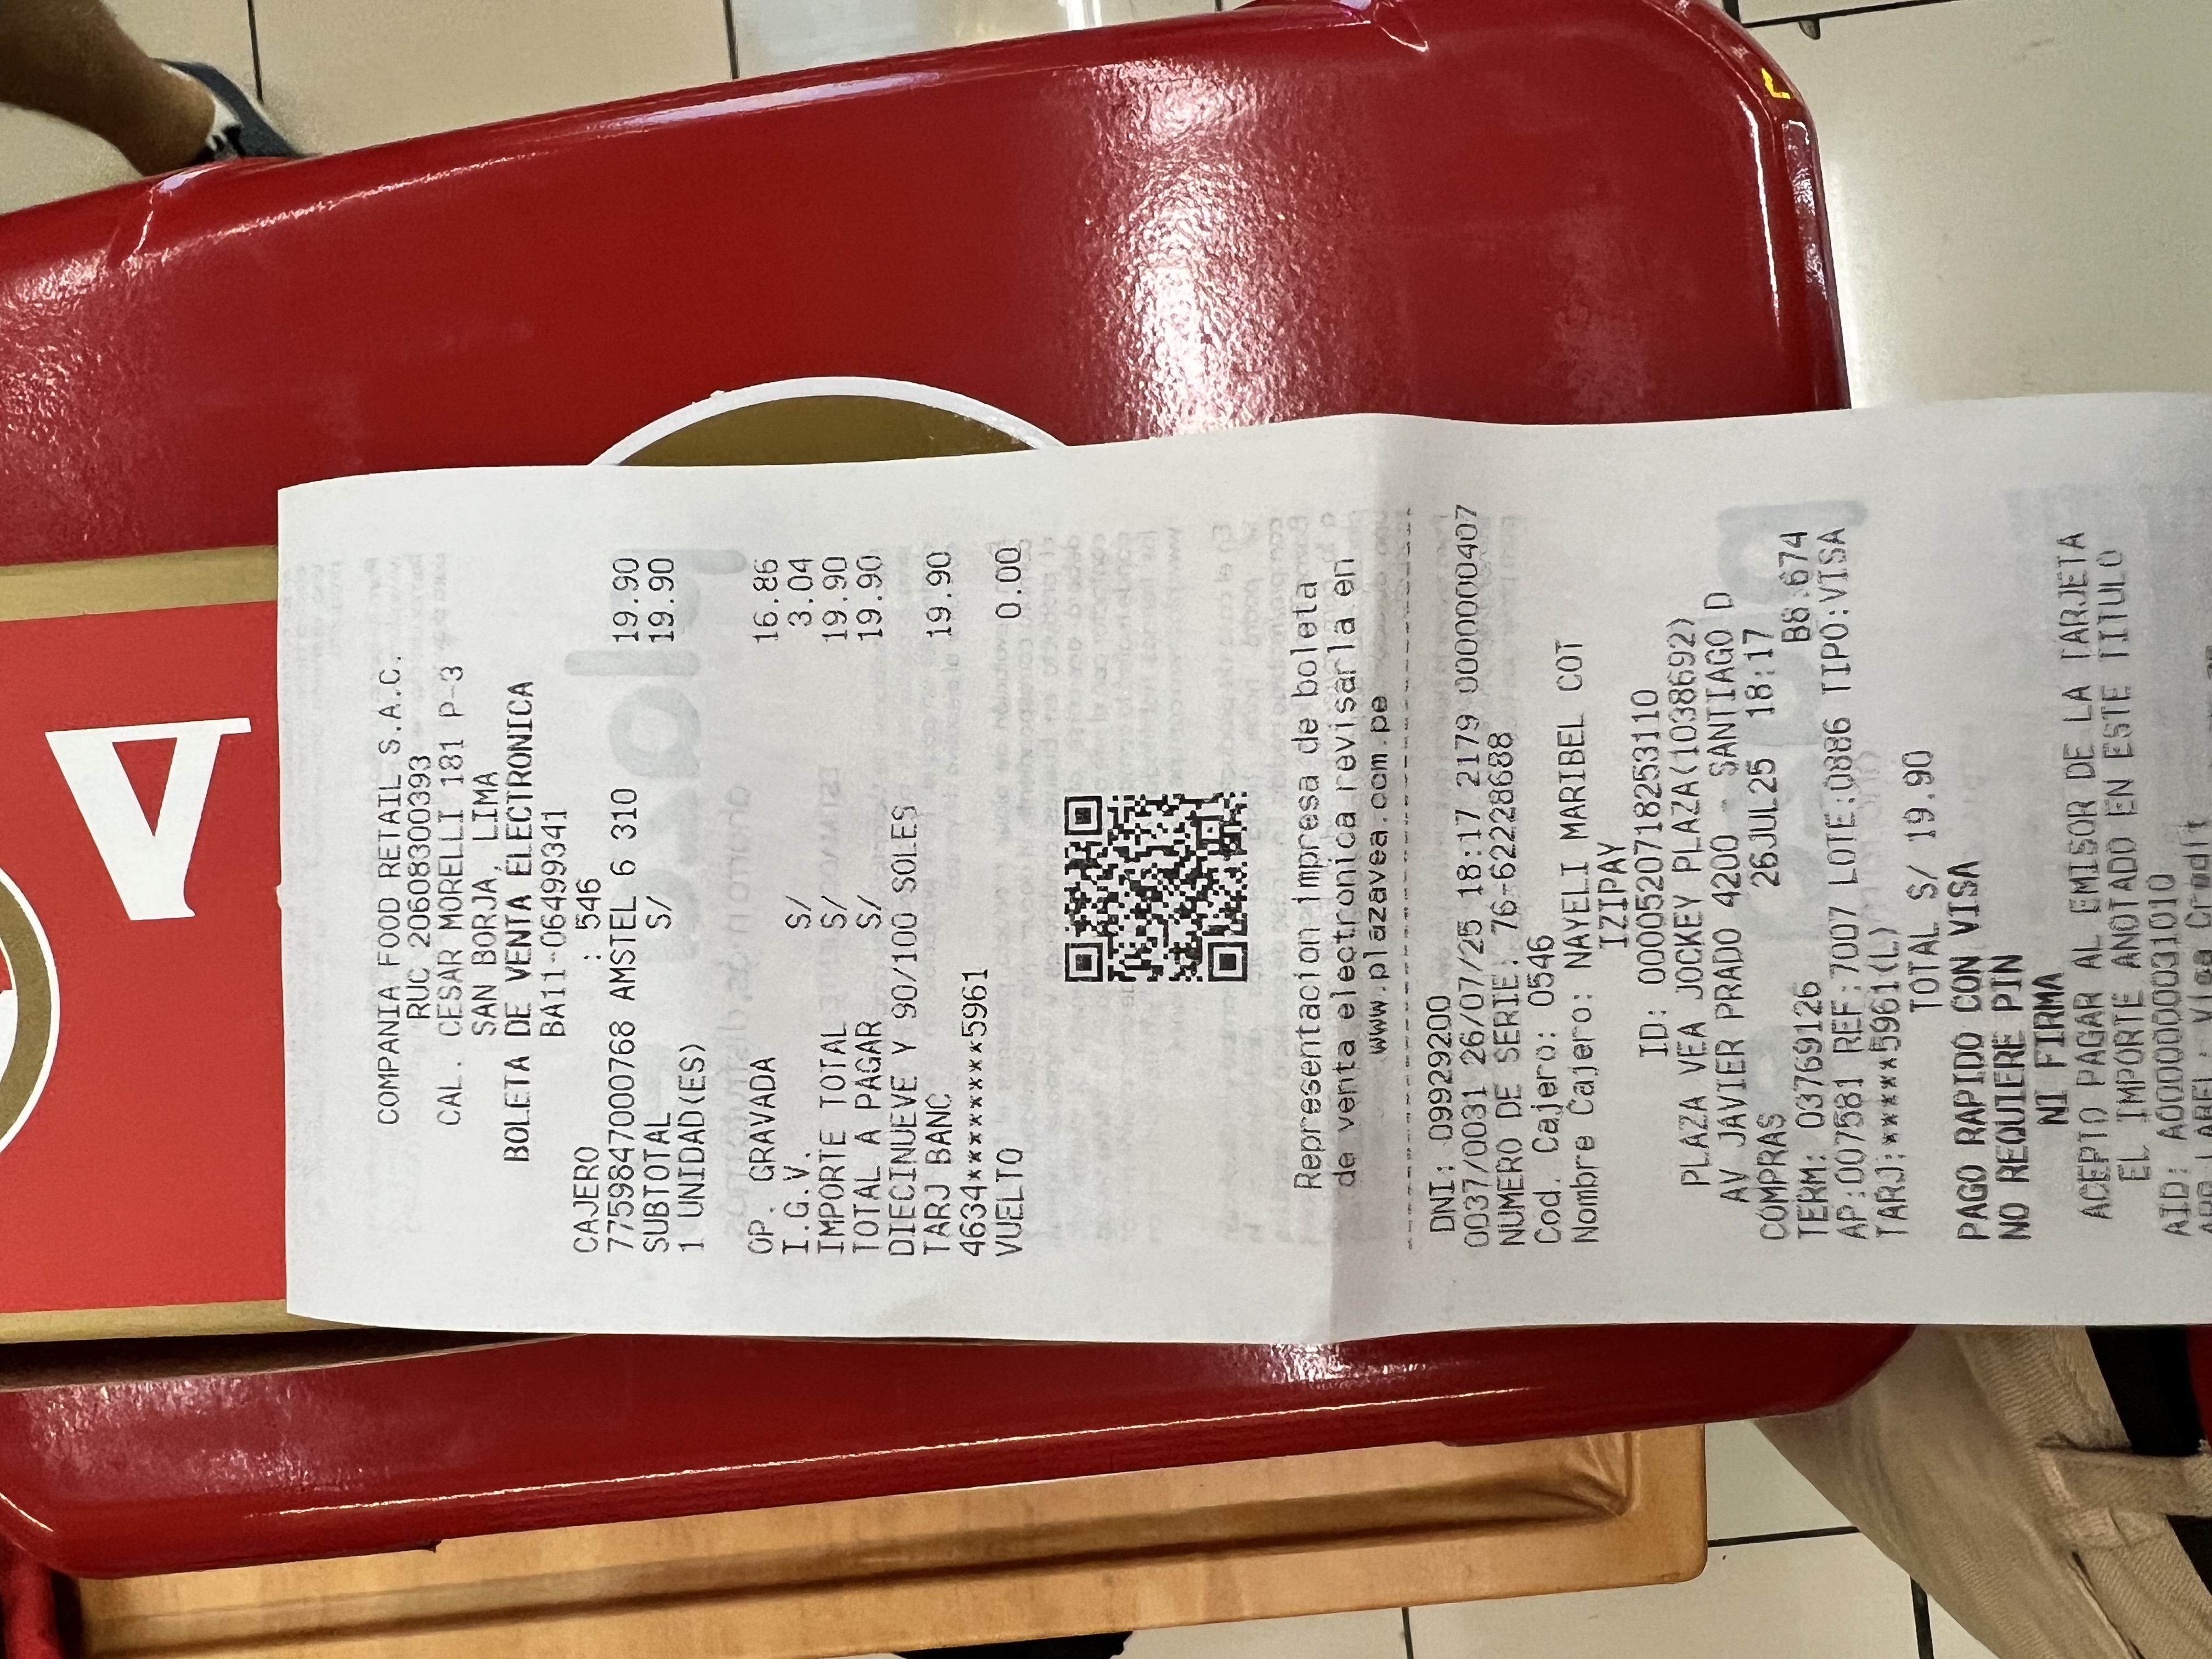 V
COMPANIA FOOD RETAIL S.A.C.
RUC 20608300393
CAL. CESAR MORELLI 181 P-3
SAN BORJA, LIMA
BOLETA DE VENTA ELECTRONICA
BA11-06499341
CAJERO : 546
7759847000768 AMSTEL 6 310 19.90
SUBTOTAL S/ 19.90
1 UNIDAD(ES)
OP. GRAVADA 16.86
I.G.V. S/ 3.04
IMPORTE TOTAL S/ 19.90
TOTAL A PAGAR S/ 19.90
DIECINUEVE Y 90/100 SOLES
TARJ BANC 19.90
4634********5961
VUELTO 0.00
Representacion impresa de boleta
de venta electronica revisarla en
www.plazavea.com.pe
DNI: 09929200
0037/0031 26/07/25 18:17 2179 0000000407
NUMERO DE SERIE: 76-62228688
Cod. Cajero: 0546
Nombre Cajero: NAYELI MARIBEL COT
IZIPAY
ID: 0000520718253110
PLAZA VEA JOCKEY PLAZA(1038692)
AV JAVIER PRADO 4200 - SANTIAGO D
COMPRAS 26JUL25 18:17
TERM: 03769126 B8.674
AP:007581 REF:7007 LOTE:0886 TIPO:VISA
TARJ:*****5961(L)
TOTAL S/ 19.90
PAGO RAPIDO CON VISA
NO REQUIERE PIN
NI FIRMA
ACEPTO PAGAR AL EMISOR DE LA TARJETA
EL IMPORTE ANOTADO EN ESTE TITULO
AID: A0000000031010
APP LABEL: Visa Credit